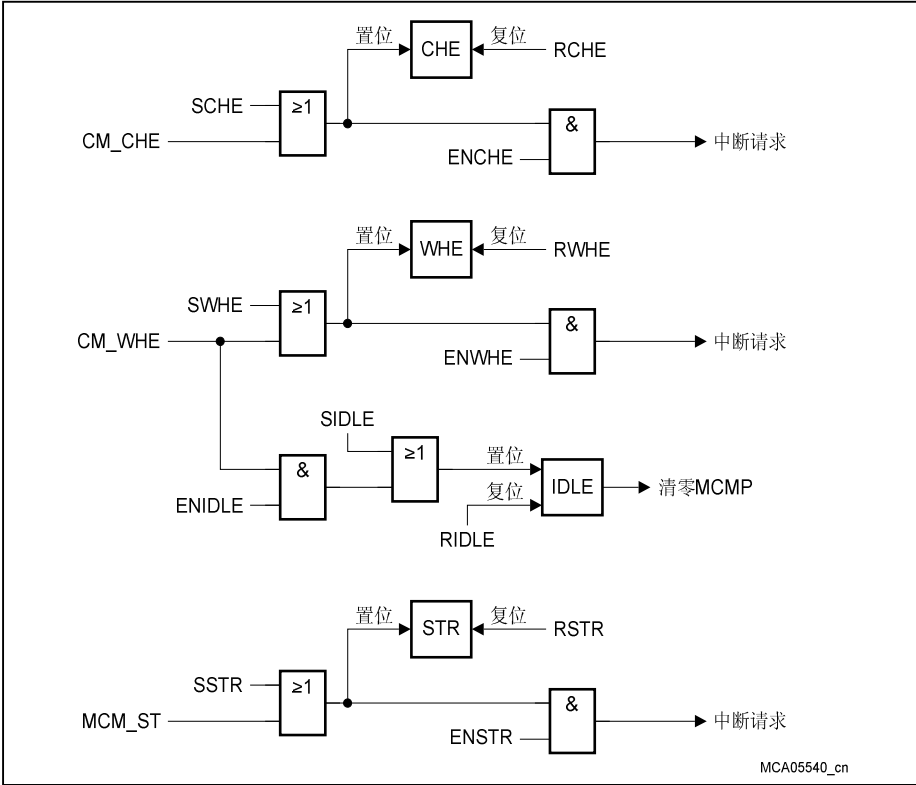 置位 CHE 复位 RCHE
SCHE ≥1
CM_CHE
&
ENCHE
中断请求
置位 WHE 复位 RWHE
SWHE ≥1
CM_WHE
&
ENWHE
中断请求
SIDLE
≥1
&
ENIDLE
置位
复位
IDLE
清零MCMP
RIDLE
置位 STR 复位 RSTR
SSTR ≥1
MCM_ST
&
ENSTR
中断请求
MCA05540_cn